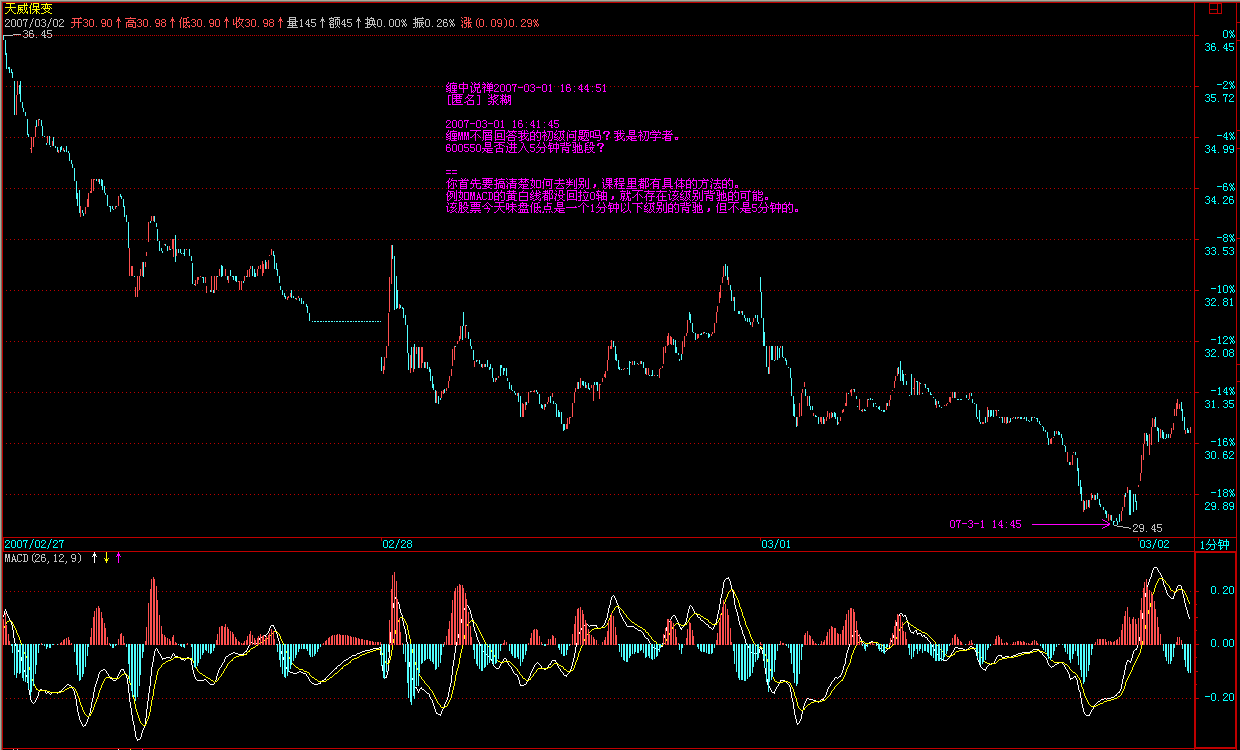 天威保变
2007/03/02 开30.90↑高30.98↑低30.90↑收30.98↑量145↑额45↑换0.00% 振0.26% 涨(0.09)0.29%
36.45
0%
36.45
缠中说禅2007-03-01 16:44:51
-2%
[匿名] 浆糊
35.72
2007-03-01 16:41:45
缠MM不屑回答我的初级问题吗？我是初学者。
-4%
600550是否进入5分钟背驰段？
34.99
==
你首先要搞清楚如何去判别，课程里都有具体的方法的。
-6%
例如MACD的黄白线都没回拉0轴，就不存在该级别背驰的可能。
34.26
该股票今天味盘低点是一个1分钟以下级别的背驰，但不是5分钟的。
-8%
33.53
-10%
32.81
-12%
32.08
-14%
31.35
-16%
30.62
-18%
29.89
07-3-1 14:45
29.45
2007/02/27 02/28 03/01 03/02 1分钟
MACD(26,12,9) ↑ ↓ ↑
0.20
0.00
-0.20